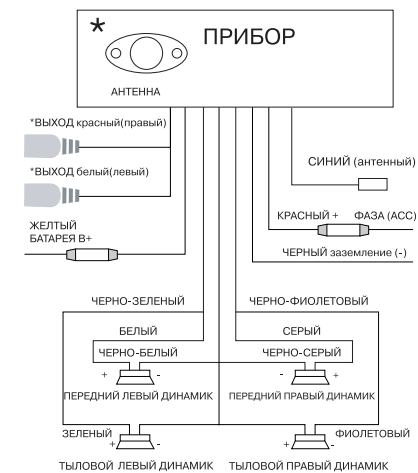 * ПРИБОР
АНТЕННА
*ВЫХОД красный(правый)
*ВЫХОД белый(левый)
СИНИЙ (антенный)
ЖЕЛТЫЙ
БАТАРЕЯ В+
КРАСНЫЙ + ФАЗА (ACC)
ЧЕРНЫЙ заземление (-)
ЧЕРНО-ЗЕЛЕНЫЙ ЧЕРНО-ФИОЛЕТОВЫЙ
БЕЛЫЙ СЕРЫЙ
ЧЕРНО-БЕЛЫЙ ЧЕРНО-СЕРЫЙ
+ - - +
ПЕРЕДНИЙ ЛЕВЫЙ ДИНАМИК ПЕРЕДНИЙ ПРАВЫЙ ДИНАМИК
ЗЕЛЕНЫЙ ФИОЛЕТОВЫЙ
+ - + -
ТЫЛОВОЙ ЛЕВЫЙ ДИНАМИК ТЫЛОВОЙ ПРАВЫЙ ДИНАМИК